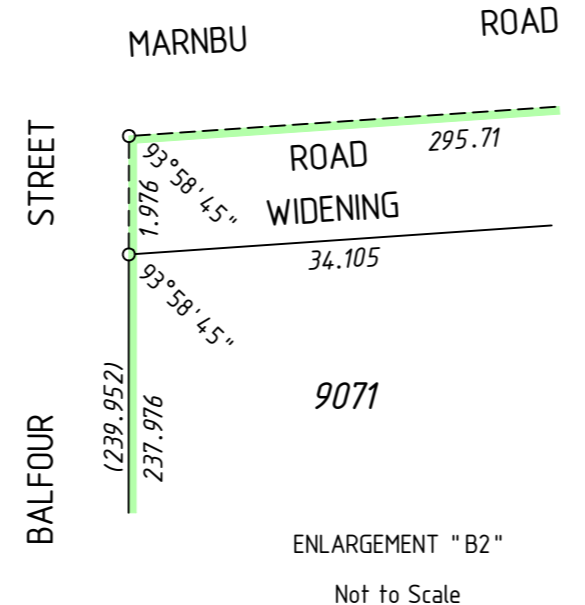 MARNBU ROAD
STREET
93°58'45"
1.976
ROAD
WIDENING
295.71
34.105
93°58'45"
BALFOUR
(239.952)
237.976
9071
ENLARGEMENT "B2"
Not to Scale